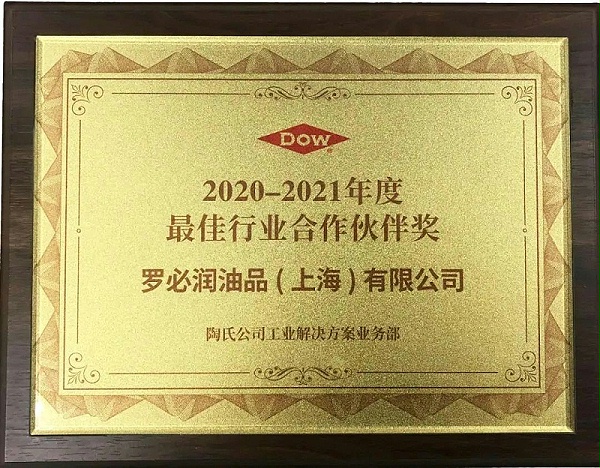 DOW
2020-2021年度
最佳行业合作伙伴奖
罗必润油品(上海)有限公司
陶氏公司工业解决方案业务部